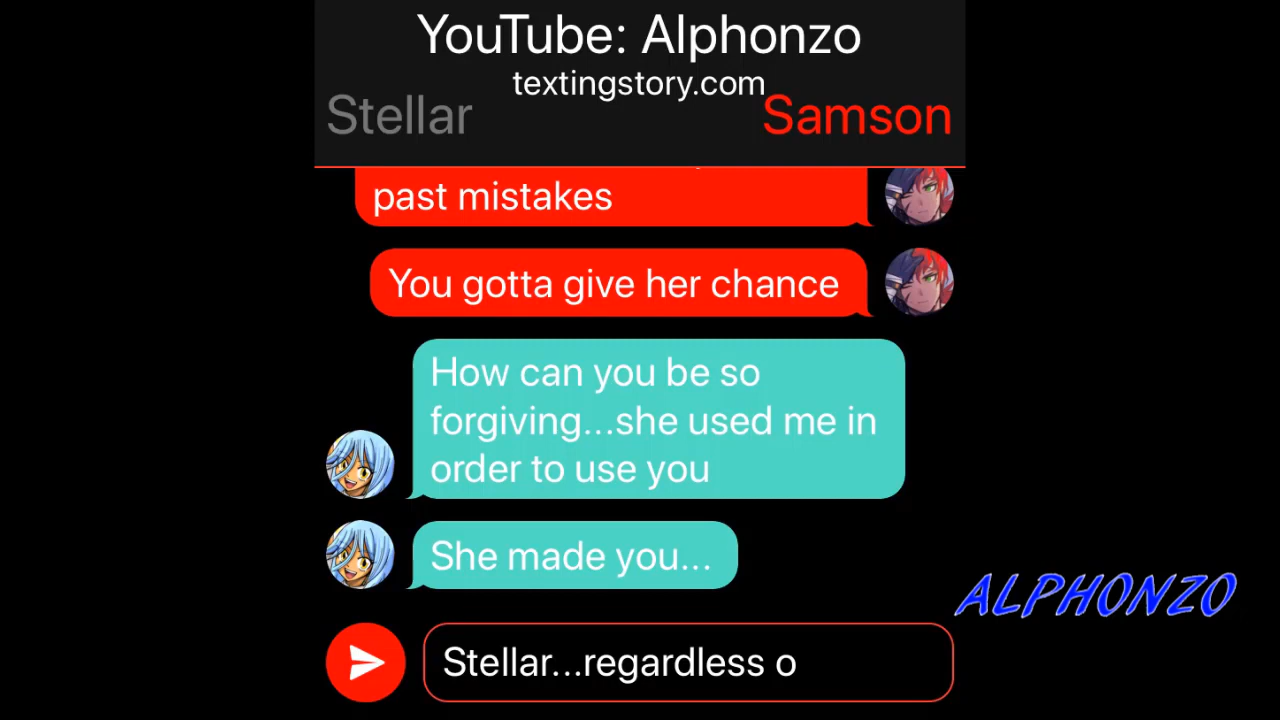 YouTube: Alphonzo
textingstory.com
Stellar
Samson
past mistakes
You gotta give her chance
How can you be so
forgiving...she used me in
order to use you
She made you...
ALPHONZO
Stellar...regardless o